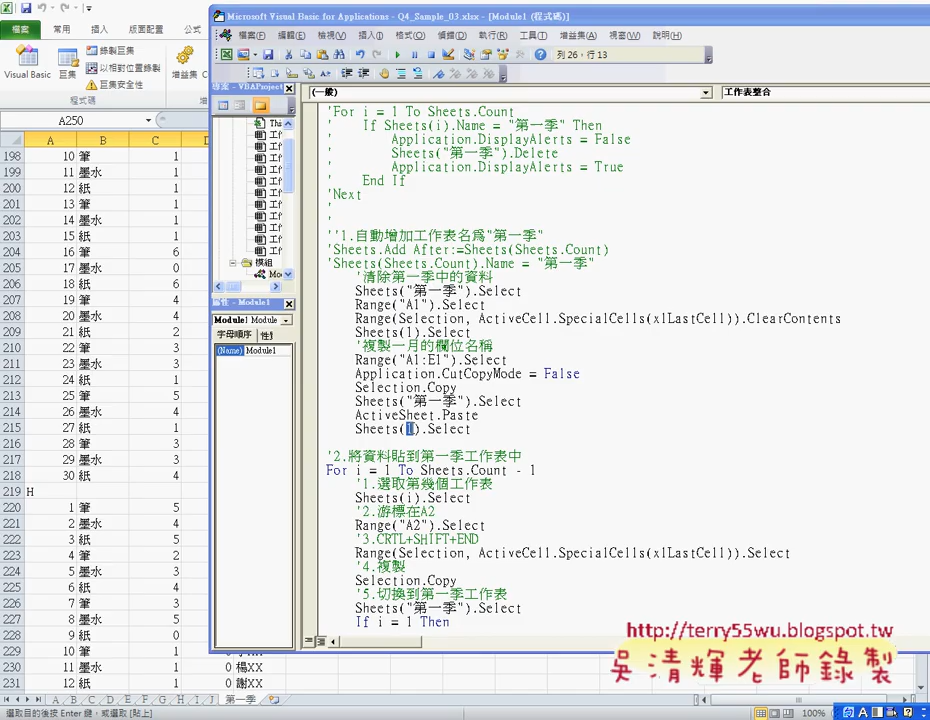 Microsoft Visual Basic for Applications - Q4_Sample_03.xlsx - [Module1 (程式碼)]
檔案 常用 插入 版面配置 公式
檔案(F) 編輯(E) 檢視(V) 插入(I) 格式(O) 偵錯(D) 執行(R) 工具(T) 增益集(A) 視窗(W) 說明(H)
Visual Basic 巨集 錄製巨集 以相對位置錄製 巨集安全性 增益集
程式碼
列 26，行 13
專案 - VBAProject
A250
(一般) 工作表整合
A B C
198 10 筆 1
199 11 墨水 1
200 12 紙 1
201 13 筆 1
202 14 墨水 1
203 15 紙 1
204 16 筆 6
205 17 墨水 0
206 18 紙 6
207 19 筆 4
208 20 墨水 4
209 21 紙 2
210 22 筆 3
211 23 墨水 3
212 24 紙 1
213 25 筆 5
214 26 墨水 4
215 27 紙 1
216 28 筆 3
217 29 墨水 3
218 30 紙 4
219 H
220 1 筆 5
221 2 墨水 4
222 3 紙 5
223 4 筆 2
224 5 墨水 3
225 6 紙 4
226 7 筆 3
227 8 墨水 5
228 9 紙 0
229 10 筆 1
230 11 墨水 1 0 楊XX
231 12 紙 1 0 謝XX
模組
屬性 - Module1
Module1 Module
字母順序
(Name) Module1
'For i = 1 To Sheets.Count
' If Sheets(i).Name = "第一季" Then
' Application.DisplayAlerts = False
' Sheets("第一季").Delete
' Application.DisplayAlerts = True
' End If
'Next
'
'
''1.自動增加工作表名為"第一季"
'Sheets.Add After:=Sheets(Sheets.Count)
'Sheets(Sheets.Count).Name = "第一季"
'清除第一季中的資料
Sheets("第一季").Select
Range("A1").Select
Range(Selection, ActiveCell.SpecialCells(xlLastCell)).ClearContents
Sheets(1).Select
'複製一月的欄位名稱
Range("A1:E1").Select
Application.CutCopyMode = False
Selection.Copy
Sheets("第一季").Select
ActiveSheet.Paste
Sheets(1).Select
'2.將資料貼到第一季工作表中
For i = 1 To Sheets.Count - 1
'1.選取第幾個工作表
Sheets(i).Select
'2.游標在A2
Range("A2").Select
'3.CRTL+SHIFT+END
Range(Selection, ActiveCell.SpecialCells(xlLastCell)).Select
'4.複製
Selection.Copy
'5.切換到第一季工作表
Sheets("第一季").Select
If i = 1 Then
http://terry55wu.blogspot.tw
吳清輝老師錄製
A B C D E F G H I J 第一季
選取目的後按 Enter 鍵，或選取 [貼上]
100%